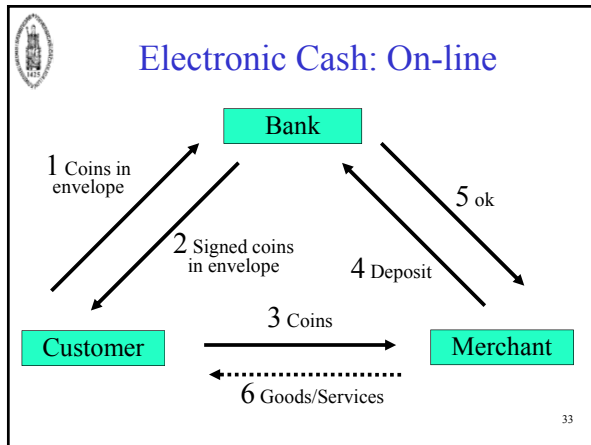 Electronic Cash: On-line
Bank
1 Coins in
envelope
2 Signed coins
in envelope
5 ok
4 Deposit
3 Coins
Customer
Merchant
6 Goods/Services
1425
33